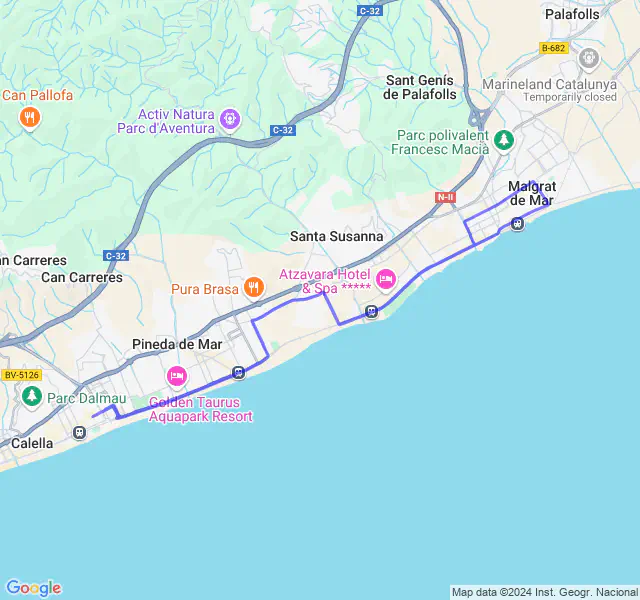 C-32
Palafolls
B-682
Marineland Catalunya
Temporarily closed
Sant Genís
de Palafolls
Can Pallofa
Activ Natura
Parc d'Aventura
C-32
Parc polivalent
Francesc Macià
N-II
Malgrat
de Mar
Santa Susanna
C-32
an Carreres
Can Carreres
Atzavara Hotel
& Spa *****
Pura Brasa
Pineda de Mar
BV-5126
Parc Dalmau
Golden Taurus
Aquapark Resort
Calella
Google
Map data ©2024 Inst. Geogr. Nacional